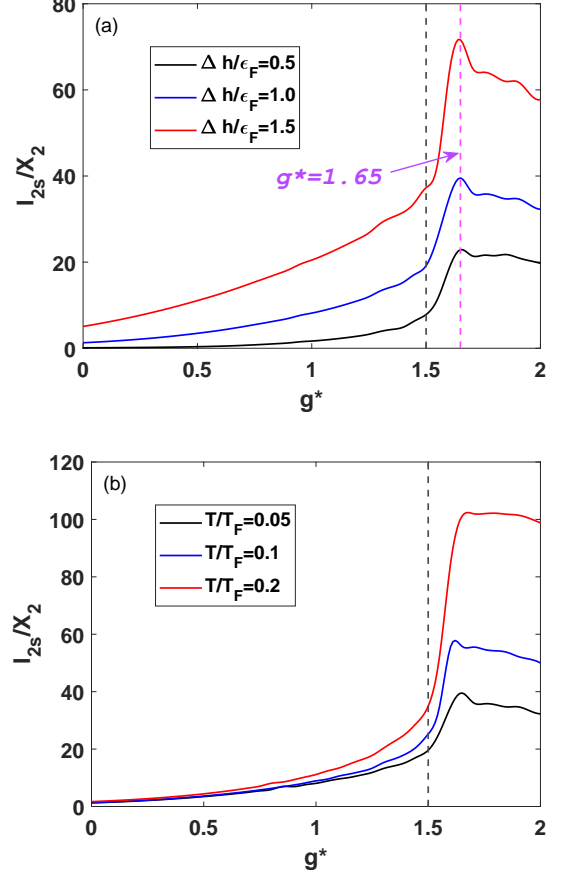 (a)
80
60
40
20
0
I2s/X2
Δ h/ϵF=0.5
Δ h/ϵF=1.0
Δ h/ϵF=1.5
g*=1.65
0 0.5 1 1.5 2
g*
(b)
120
100
80
60
40
20
0
I2s/X2
T/TF=0.05
T/TF=0.1
T/TF=0.2
0 0.5 1 1.5 2
g*